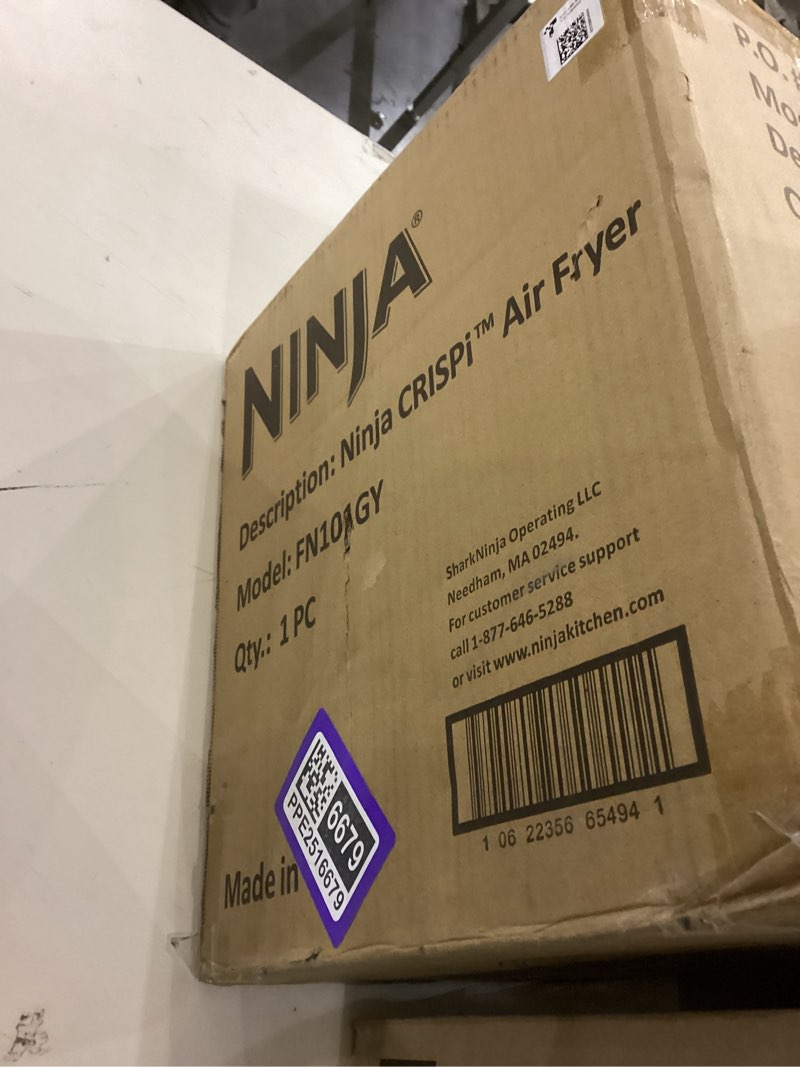 NINJA®
Description: Ninja CRISPi™ Air Fryer
Model: FN101GY
Qty.: 1 PC
SharkNinja Operating LLC
Needham, MA 02494.
For customer service support
call 1-877-646-5288
or visit www.ninjakitchen.com
1 06 22356 65494 1
Made in
6679
PPE2516679
P.O.
Mo
De